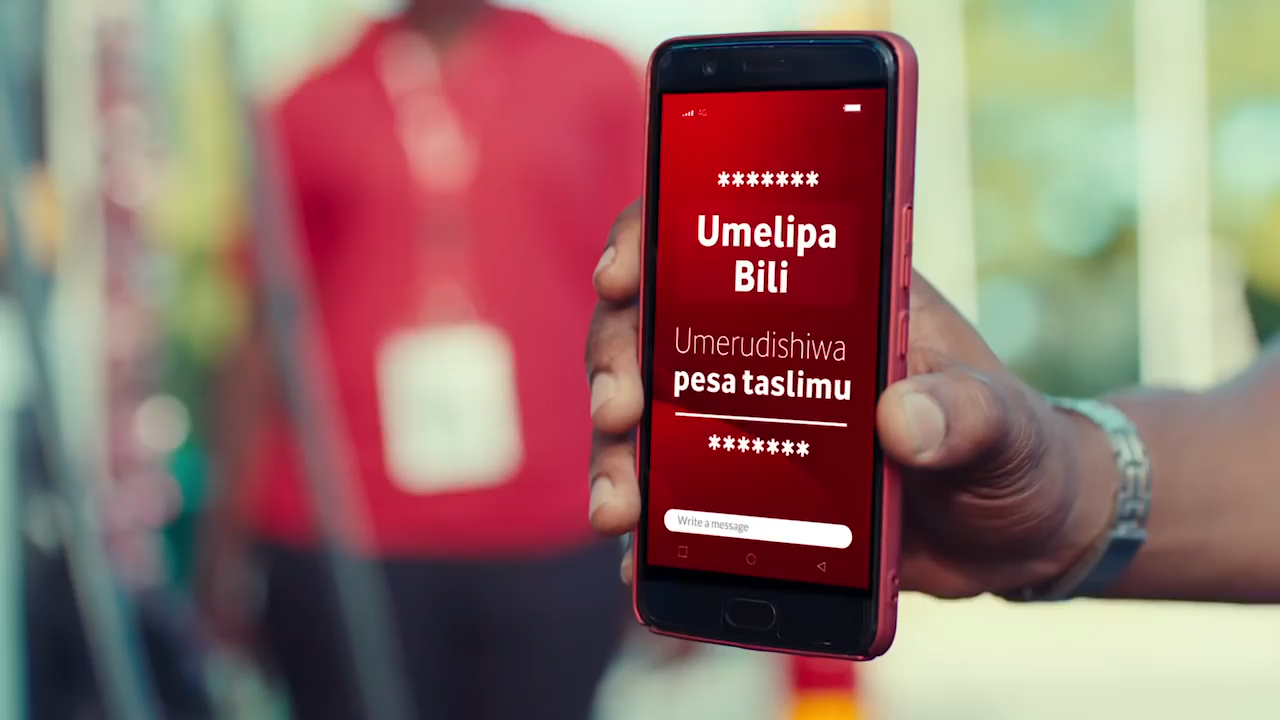 4G
*******
Umelipa
Bili
Umerudishiwa
pesa taslimu
*******
Write a message